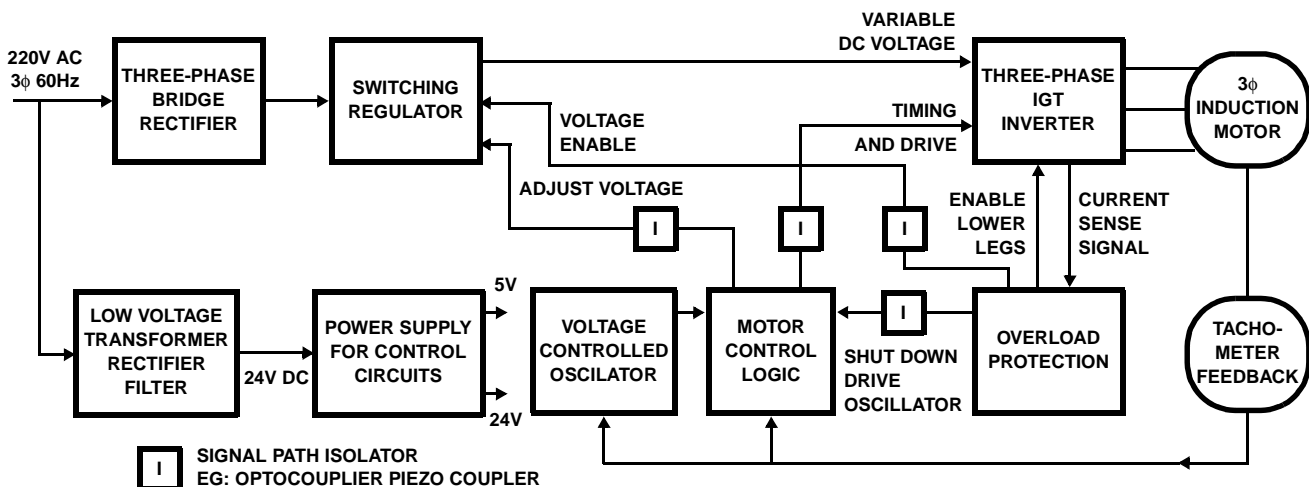 220V AC
3ϕ 60Hz
THREE-PHASE
BRIDGE
RECTIFIER
SWITCHING
REGULATOR
VARIABLE
DC VOLTAGE
THREE-PHASE
IGT
INVERTER
3ϕ
INDUCTION
MOTOR
VOLTAGE
ENABLE
TIMING
AND DRIVE
ADJUST VOLTAGE
I
I
I
ENABLE
LOWER
LEGS
CURRENT
SENSE
SIGNAL
LOW VOLTAGE
TRANSFORMER
RECTIFIER
FILTER
24V DC
POWER SUPPLY
FOR CONTROL
CIRCUITS
5V
24V
VOLTAGE
CONTROLLED
OSCILATOR
MOTOR
CONTROL
LOGIC
I
SHUT DOWN
DRIVE
OSCILLATOR
OVERLOAD
PROTECTION
TACHO-
METER
FEEDBACK
I
SIGNAL PATH ISOLATOR
EG: OPTOCOUPLIER PIEZO COUPLER